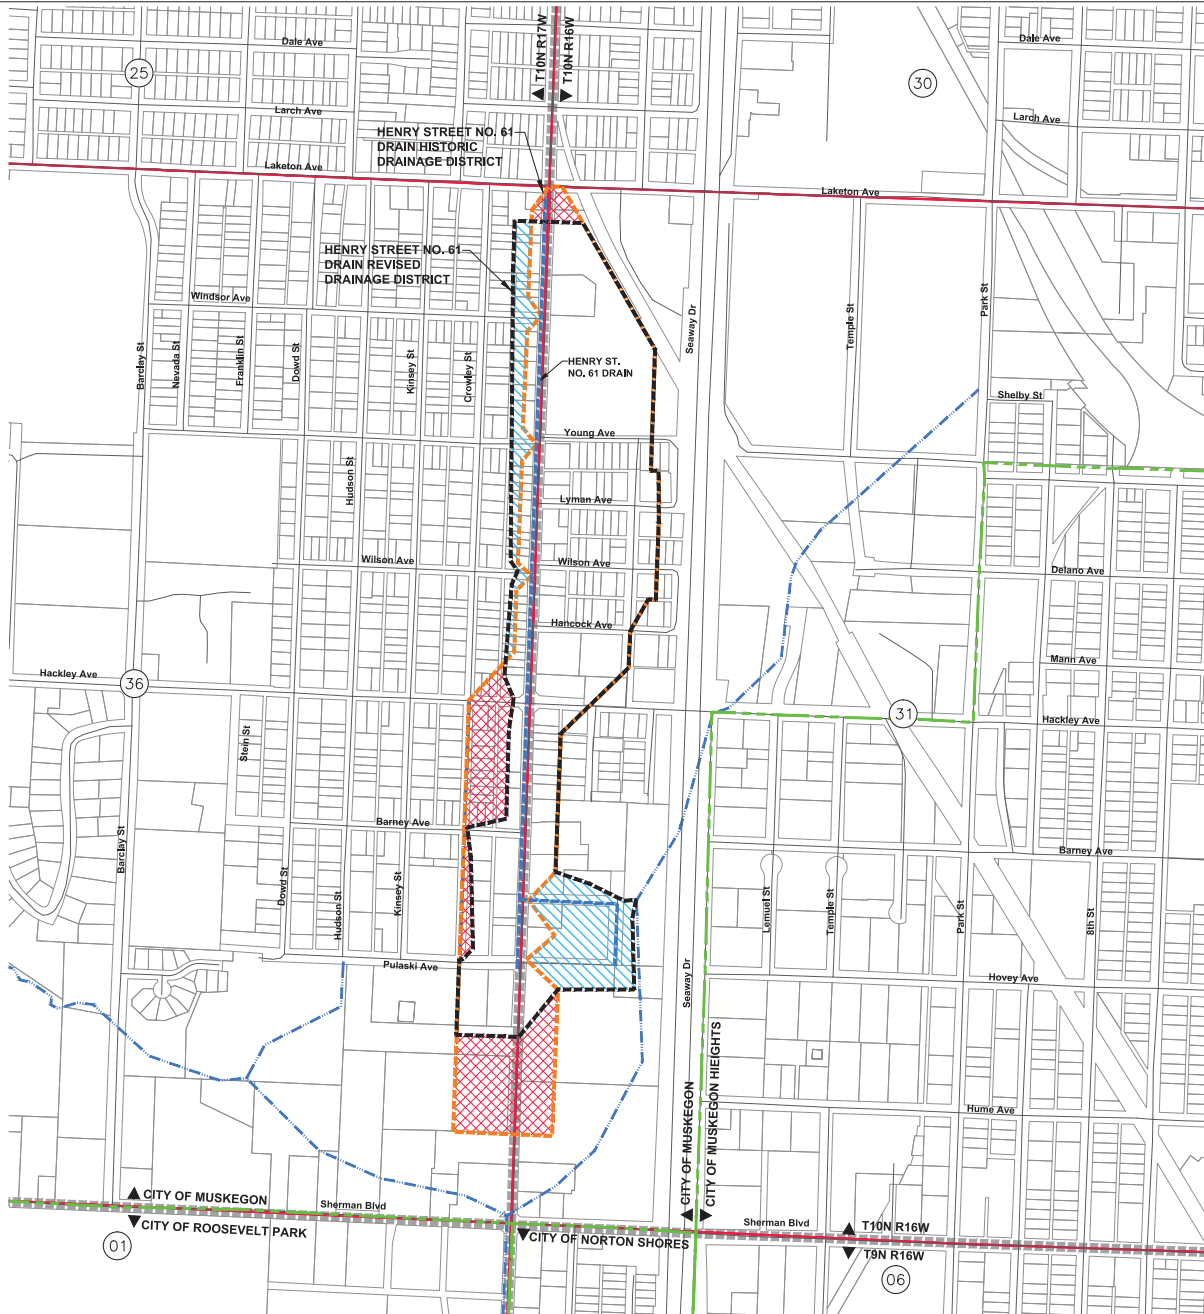 Dale Ave
T10N R17W
T10N R16W
Dale Ave
25
30
Larch Ave
Larch Ave
HENRY STREET NO. 61
DRAIN HISTORIC
DRAINAGE DISTRICT
Laketon Ave
Laketon Ave
HENRY STREET NO. 61
DRAIN REVISED
DRAINAGE DISTRICT
Windsor Ave
Seaway Dr
Temple St
Park St
Barclay St
Nevada St
Franklin St
Dowd St
Kinsey St
Crowley St
HENRY ST.
NO. 61 DRAIN
Shelby St
Young Ave
Hudson St
Lyman Ave
Wilson Ave
Wilson Ave
Delano Ave
Hancock Ave
Mann Ave
Hackley Ave
36
31
Hackley Ave
Stein St
Barney Ave
Barclay St
Barney Ave
Dowd St
Hudson St
Kinsey St
Lemuel St
Temple St
Park St
8th St
Pulaski Ave
Seaway Dr
Hovey Ave
CITY OF MUSKEGON
CITY OF MUSKEGON HIEIGHTS
Hume Ave
CITY OF MUSKEGON
Sherman Blvd
CITY OF ROOSEVELT PARK
CITY OF NORTON SHORES
Sherman Blvd
T10N R16W
T9N R16W
01
06